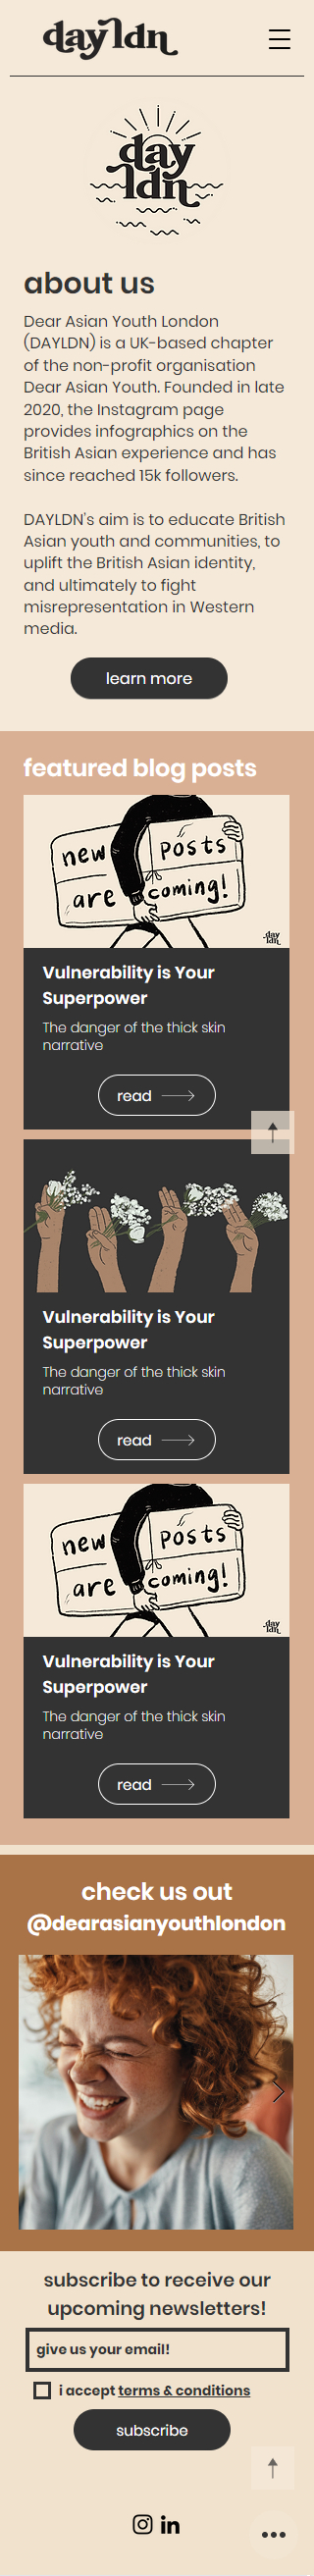 dayldn
day
ldn
about us
Dear Asian Youth London
(DAYLDN) is a UK-based chapter
of the non-profit organisation
Dear Asian Youth. Founded in late
2020, the Instagram page
provides infographics on the
British Asian experience and has
since reached 15k followers.
DAYLDN's aim is to educate British
Asian youth and communities, to
uplift the British Asian identity,
and ultimately to fight
misrepresentation in Western
media.
learn more
featured blog posts
new posts
are coming!
day
ldn
Vulnerability is Your
Superpower
The danger of the thick skin
narrative
read
Vulnerability is Your
Superpower
The danger of the thick skin
narrative
read
new posts
are coming!
day
ldn
Vulnerability is Your
Superpower
The danger of the thick skin
narrative
read
check us out
@dearasianyouthlondon
subscribe to receive our
upcoming newsletters!
give us your email!
i accept terms & conditions
subscribe
in